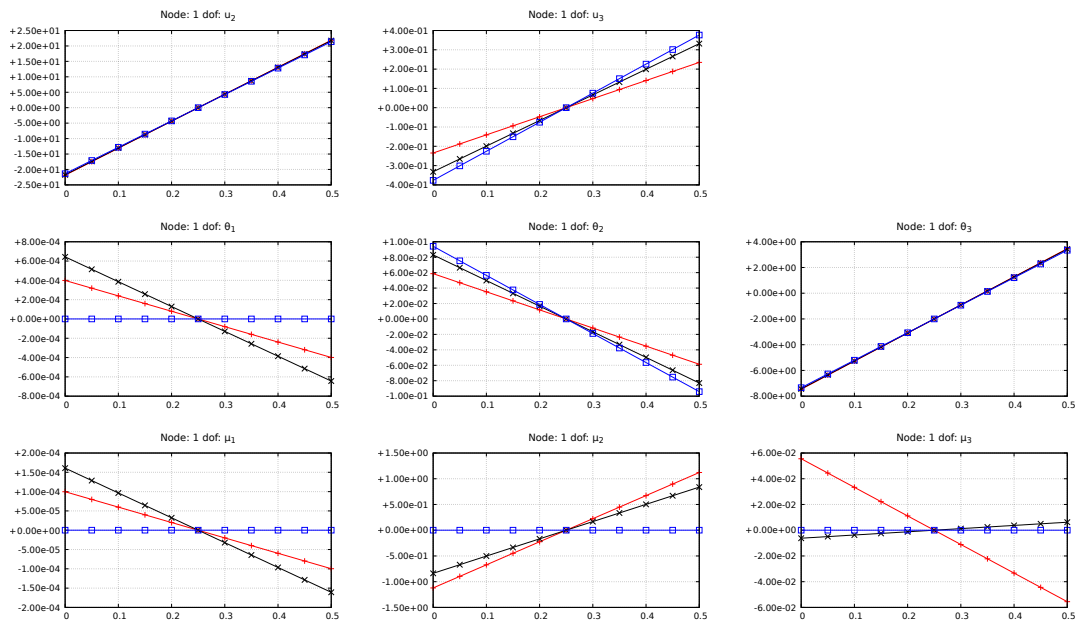 Node: 1 dof: u₂
+2.50e+01
+2.00e+01
+1.50e+01
+1.00e+01
+5.00e+00
+0.00e+00
-5.00e+00
-1.00e+01
-1.50e+01
-2.00e+01
-2.50e+01
0 0.1 0.2 0.3 0.4 0.5
Node: 1 dof: u₃
+4.00e-01
+3.00e-01
+2.00e-01
+1.00e-01
+0.00e+00
-1.00e-01
-2.00e-01
-3.00e-01
-4.00e-01
0 0.1 0.2 0.3 0.4 0.5
Node: 1 dof: θ₁
+8.00e-04
+6.00e-04
+4.00e-04
+2.00e-04
+0.00e+00
-2.00e-04
-4.00e-04
-6.00e-04
-8.00e-04
0 0.1 0.2 0.3 0.4 0.5
Node: 1 dof: θ₂
+1.00e-01
+8.00e-02
+6.00e-02
+4.00e-02
+2.00e-02
+0.00e+00
-2.00e-02
-4.00e-02
-6.00e-02
-8.00e-02
-1.00e-01
0 0.1 0.2 0.3 0.4 0.5
Node: 1 dof: θ₃
+4.00e+00
+2.00e+00
+0.00e+00
-2.00e+00
-4.00e+00
-6.00e+00
-8.00e+00
0 0.1 0.2 0.3 0.4 0.5
Node: 1 dof: μ₁
+2.00e-04
+1.50e-04
+1.00e-04
+5.00e-05
+0.00e+00
-5.00e-05
-1.00e-04
-1.50e-04
-2.00e-04
0 0.1 0.2 0.3 0.4 0.5
Node: 1 dof: μ₂
+1.50e+00
+1.00e+00
+5.00e-01
+0.00e+00
-5.00e-01
-1.00e+00
-1.50e+00
0 0.1 0.2 0.3 0.4 0.5
Node: 1 dof: μ₃
+6.00e-02
+4.00e-02
+2.00e-02
+0.00e+00
-2.00e-02
-4.00e-02
-6.00e-02
0 0.1 0.2 0.3 0.4 0.5